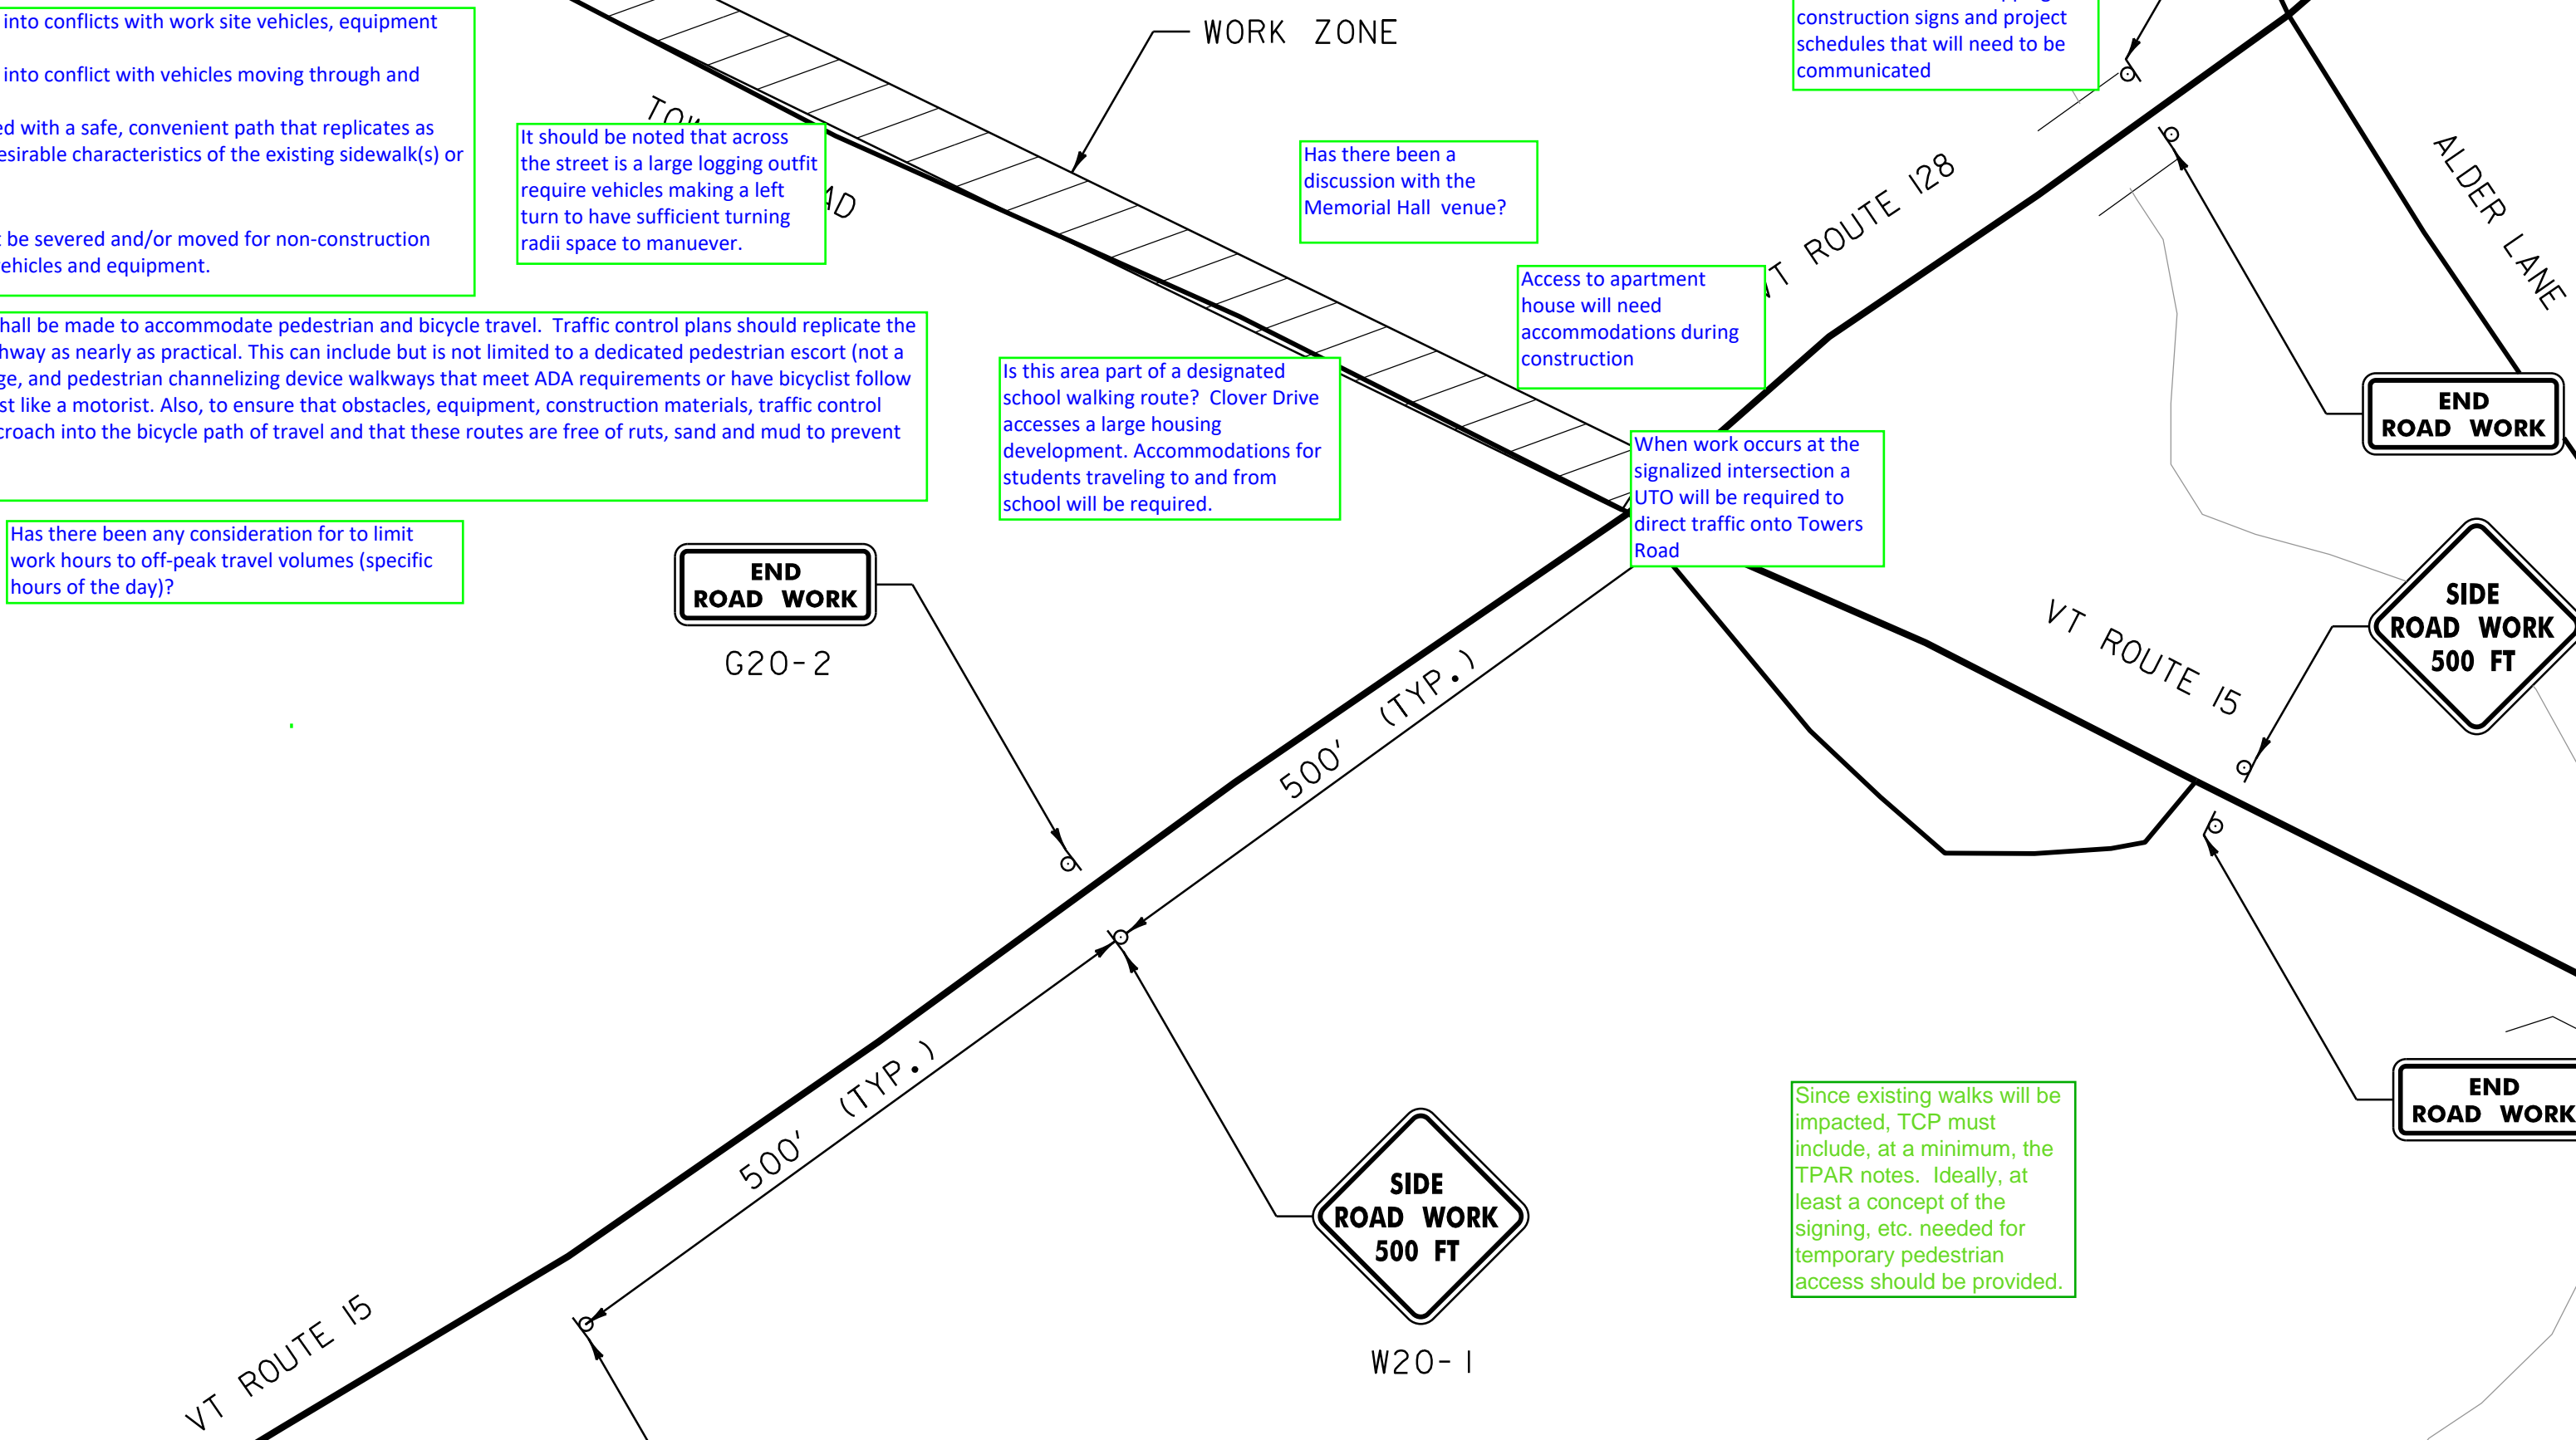 into conflicts with work site vehicles, equipment
into conflict with vehicles moving through and
ed with a safe, convenient path that replicates as
esirable characteristics of the existing sidewalk(s) or
be severed and/or moved for non-construction
vehicles and equipment.
WORK ZONE
construction signs and project
schedules that will need to be
communicated
It should be noted that across
the street is a large logging outfit
require vehicles making a left
turn to have sufficient turning
radii space to manuever.
Has there been a
discussion with the
Memorial Hall venue?
VT ROUTE 128
ALDER LANE
Access to apartment
house will need
accommodations during
construction
hall be made to accommodate pedestrian and bicycle travel. Traffic control plans should replicate the
hway as nearly as practical. This can include but is not limited to a dedicated pedestrian escort (not a
ge, and pedestrian channelizing device walkways that meet ADA requirements or have bicyclist follow
st like a motorist. Also, to ensure that obstacles, equipment, construction materials, traffic control
croach into the bicycle path of travel and that these routes are free of ruts, sand and mud to prevent
Is this area part of a designated
school walking route? Clover Drive
accesses a large housing
development. Accommodations for
students traveling to and from
school will be required.
END
ROAD WORK
When work occurs at the
signalized intersection a
UTO will be required to
direct traffic onto Towers
Road
Has there been any consideration for to limit
work hours to off-peak travel volumes (specific
hours of the day)?
END
ROAD WORK
G20-2
SIDE
ROAD WORK
500 FT
VT ROUTE 15
500' (TYP.)
END
ROAD WORK
500' (TYP.)
SIDE
ROAD WORK
500 FT
W20-1
Since existing walks will be
impacted, TCP must
include, at a minimum, the
TPAR notes. Ideally, at
least a concept of the
signing, etc. needed for
temporary pedestrian
access should be provided.
VT ROUTE 15